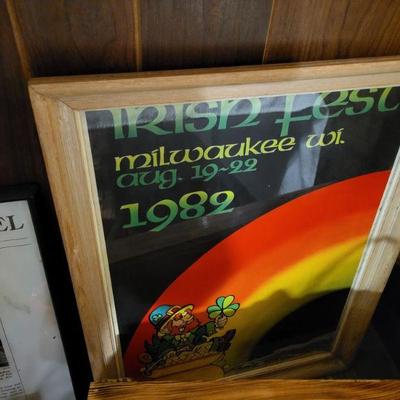 irish fest
milwaukee wi.
aug. 19~22
1982
EL